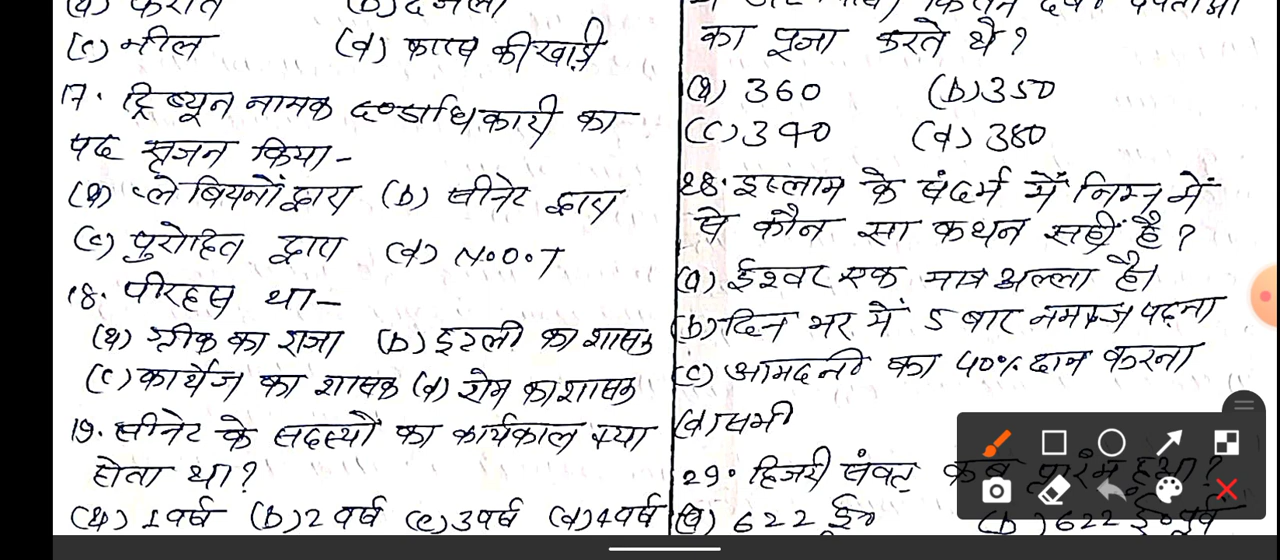 (c) नील (d) फारस की खाड़ी
17. ट्रिब्यून नामक दण्डाधिकारी का
पद सृजन किया-
(a) प्लेबियनों द्वारा (b) सीनेट द्वारा
(c) पुरोहित द्वारा (d) N.O.T
18. पीरहस था-
(a) ग्रीक का राजा (b) इटली का शासक
(c) कार्थेज का शासक (d) रोम का शासक
19. सीनेट के सदस्यों का कार्यकाल क्या
होता था?
(a) 1 वर्ष (b) 2 वर्ष (c) 3 वर्ष (d) 4 वर्ष
का पूजा करते थे?
(a) 360 (b) 350
(c) 390 (d) 380
28. इस्लाम के संदर्भ में निम्न में
से कौन सा कथन सही है?
(a) ईश्वर एक मात्र अल्ला है।
(b) दिन भर में 5 बार नमाज पढ़ना
(c) आमदनी का 40% दान करना
(d) सभी
29. हिजरी संवत् कब प्रारंभ हुआ?
(a) 622 ई० (b) 622 ई० पूर्व